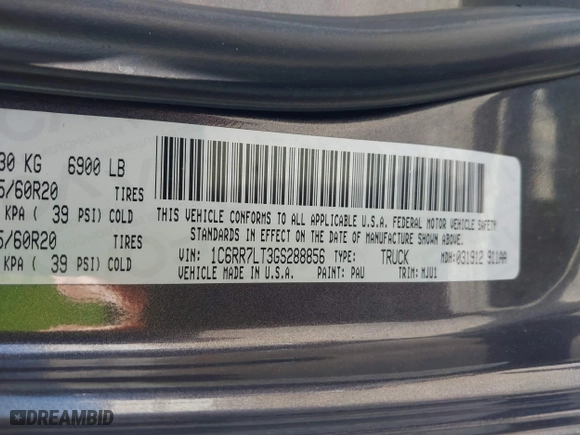 30 KG 6900 LB
5/60R20 TIRES
KPA ( 39 PSI) COLD
5/60R20 TIRES
KPA ( 39 PSI) COLD
THIS VEHICLE CONFORMS TO ALL APPLICABLE U.S.A. FEDERAL MOTOR VEHICLE SAFETY
STANDARDS IN EFFECT ON THE DATE OF MANUFACTURE SHOWN ABOVE.
VIN: 1C6RR7LT3GS288856 TYPE: TRUCK MDH: 031912 911AA
VEHICLE MADE IN U.S.A. PAINT: PAU TRIM: MJU1
DREAMBID